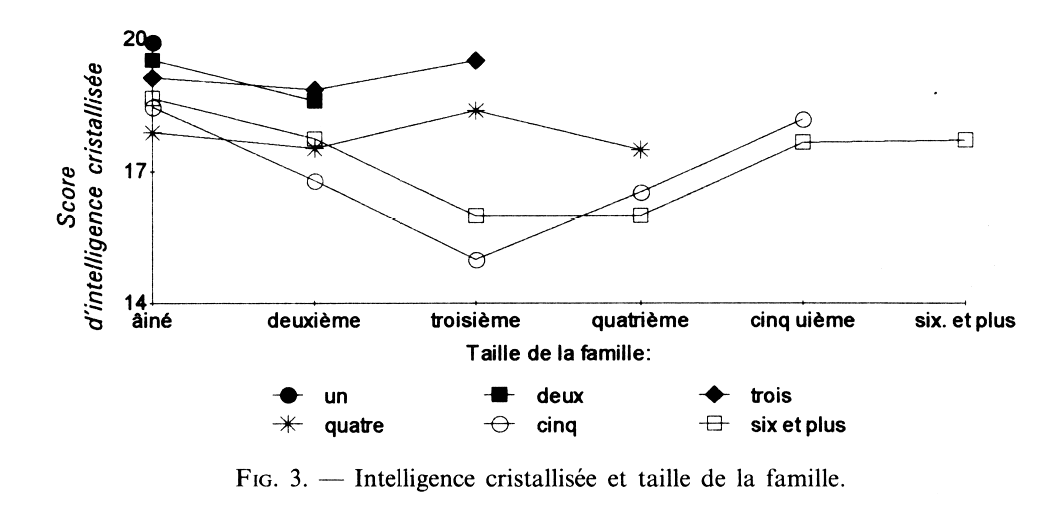 20
17
14
Score
d'intelligence cristallisée
âiné deuxième troisième quatrième cinq uième six. et plus
Taille de la famille:
un deux trois
quatre cinq six et plus
FIG. 3. — Intelligence cristallisée et taille de la famille.